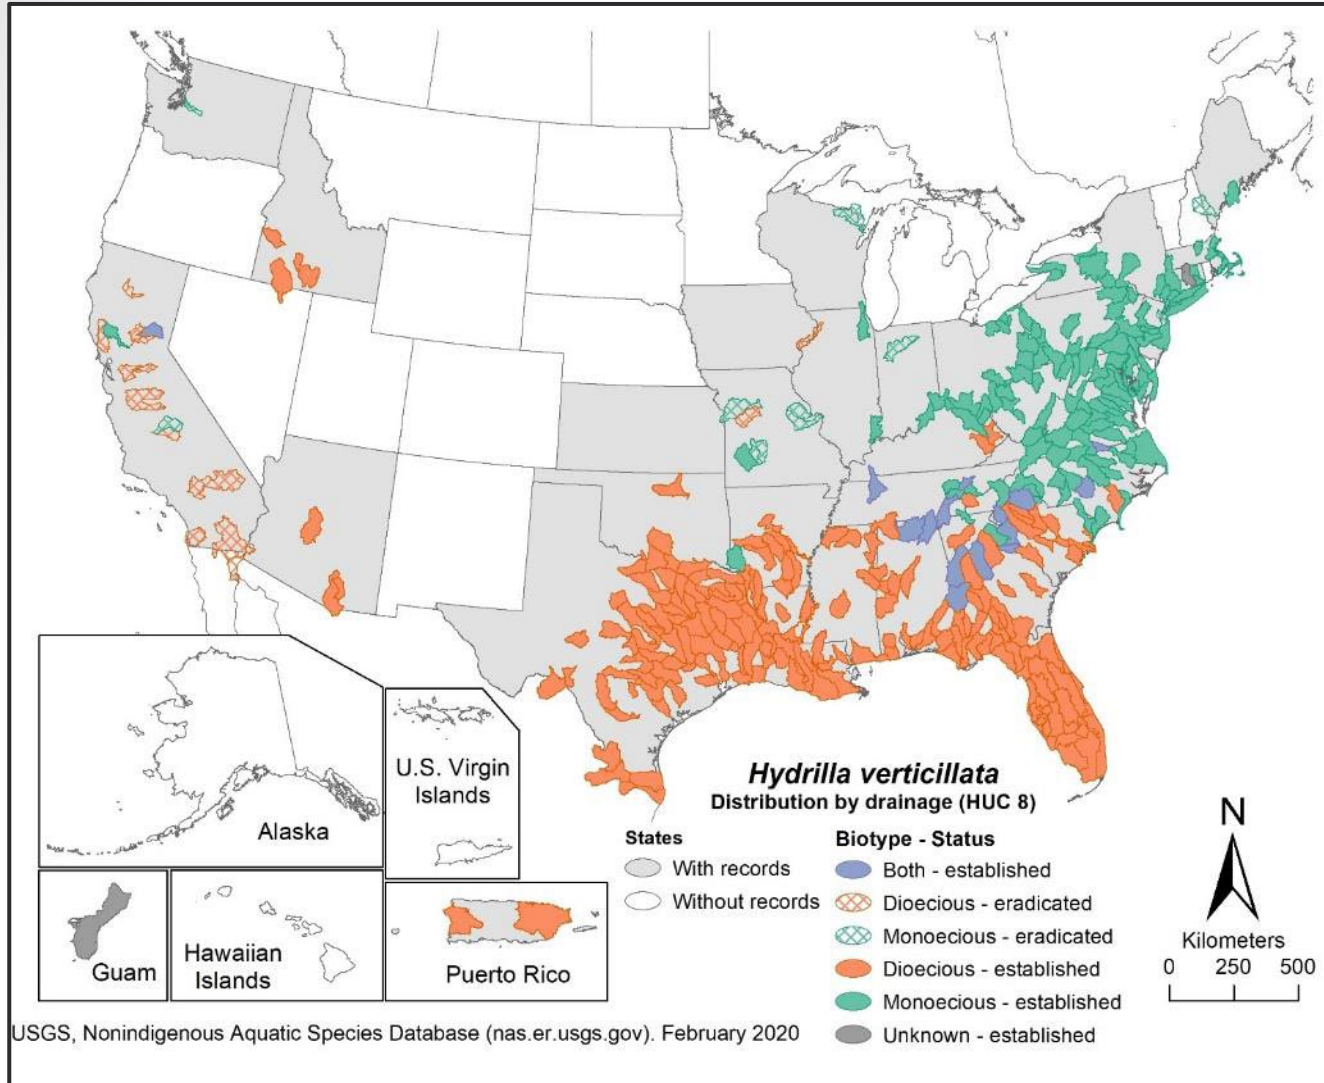 Alaska
U.S. Virgin
Islands
Guam
Hawaiian
Islands
Puerto Rico
Hydrilla verticillata
Distribution by drainage (HUC 8)
States
With records
Without records
Biotype - Status
Both - established
Dioecious - eradicated
Monoecious - eradicated
Dioecious - established
Monoecious - established
Unknown - established
N
Kilometers
0 250 500
USGS, Nonindigenous Aquatic Species Database (nas.er.usgs.gov). February 2020